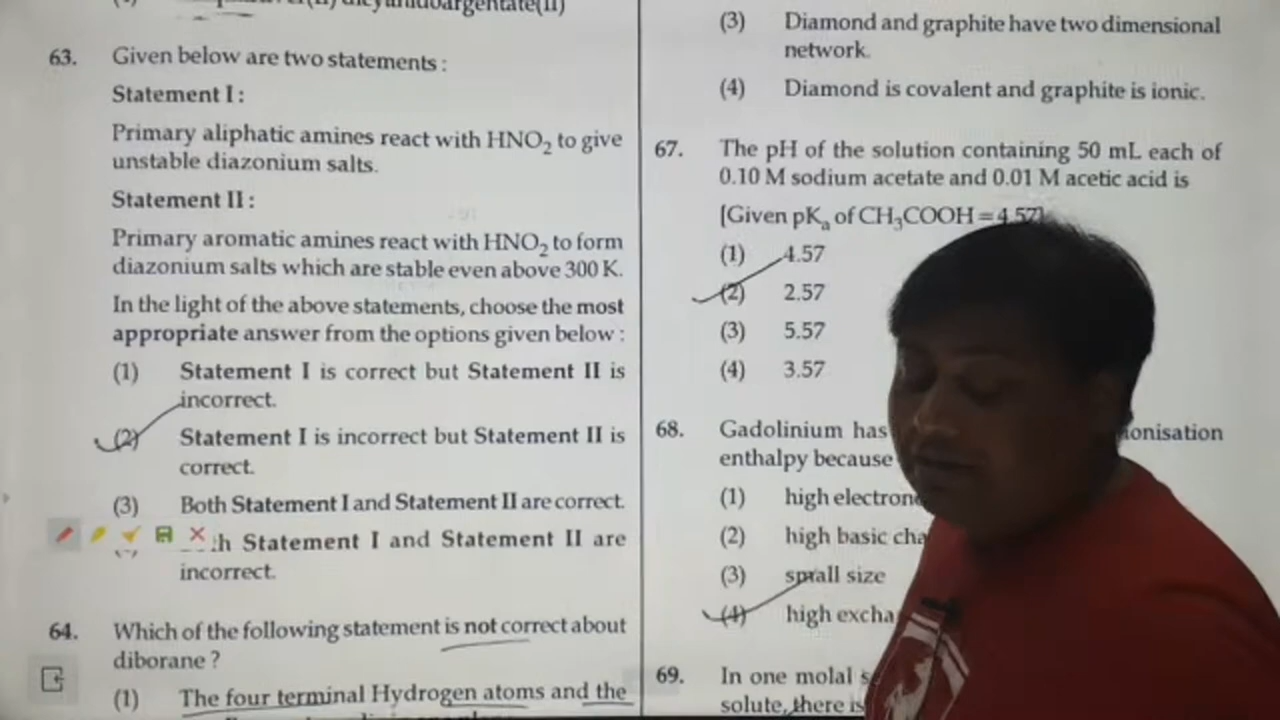 63. Given below are two statements :
Statement I :
Primary aliphatic amines react with HNO2 to give
unstable diazonium salts.
Statement II :
Primary aromatic amines react with HNO2 to form
diazonium salts which are stable even above 300 K.
In the light of the above statements, choose the most
appropriate answer from the options given below :
(1) Statement I is correct but Statement II is
incorrect.
(2) Statement I is incorrect but Statement II is
correct.
(3) Both Statement I and Statement II are correct.
Statement I and Statement II are
incorrect.
64. Which of the following statement is not correct about
diborane ?
(1) The four terminal Hydrogen atoms and the
(3) Diamond and graphite have two dimensional
network.
(4) Diamond is covalent and graphite is ionic.
67. The pH of the solution containing 50 mL each of
0.10 M sodium acetate and 0.01 M acetic acid is
[Given pKa of CH3COOH = 4.57]
(1) 4.57
(2) 2.57
(3) 5.57
(4) 3.57
68. Gadolinium has
enthalpy because
(1) high
(2) high basic
(3) small size
(4) high
69. In one molal
solute, there is